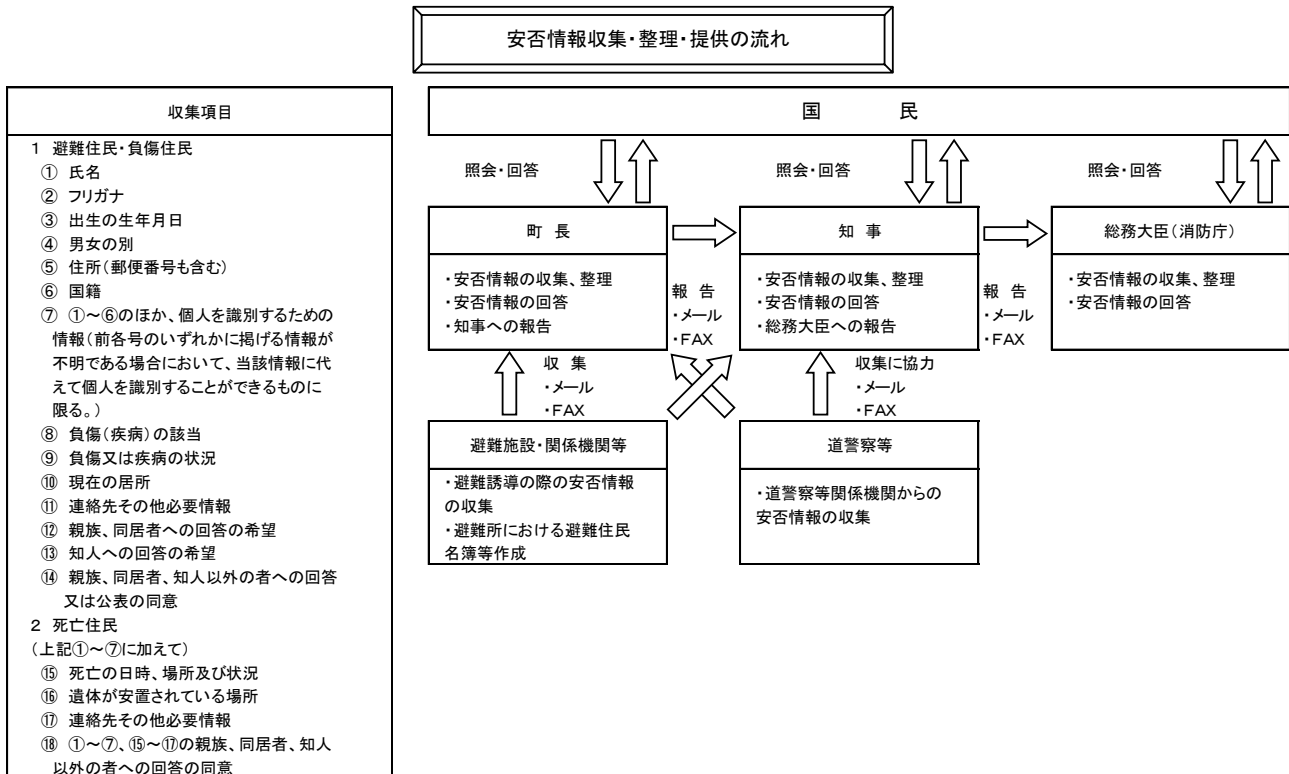 安否情報収集・整理・提供の流れ
収集項目
1 避難住民・負傷住民
① 氏名
② フリガナ
③ 出生の生年月日
④ 男女の別
⑤ 住所(郵便番号も含む)
⑥ 国籍
⑦ ①～⑥のほか、個人を識別するための
情報(前各号のいずれかに掲げる情報が
不明である場合において、当該情報に代
えて個人を識別することができるものに
限る。)
⑧ 負傷(疾病)の該当
⑨ 負傷又は疾病の状況
⑩ 現在の居所
⑪ 連絡先その他必要情報
⑫ 親族、同居者への回答の希望
⑬ 知人への回答の希望
⑭ 親族、同居者、知人以外の者への回答
又は公表の同意
2 死亡住民
(上記①～⑦に加えて)
⑮ 死亡の日時、場所及び状況
⑯ 遺体が安置されている場所
⑰ 連絡先その他必要情報
⑱ ①～⑦、⑮～⑰の親族、同居者、知人
以外の者への回答の同意
国 民
照会・回答
照会・回答
照会・回答
町 長
・安否情報の収集、整理
・安否情報の回答
・知事への報告
報 告
・メール
・FAX
知 事
・安否情報の収集、整理
・安否情報の回答
・総務大臣への報告
報 告
・メール
・FAX
総務大臣(消防庁)
・安否情報の収集、整理
・安否情報の回答
収 集
・メール
・FAX
収集に協力
・メール
・FAX
避難施設・関係機関等
・避難誘導の際の安否情報
の収集
・避難所における避難住民
名簿等作成
道警察等
・道警察等関係機関からの
安否情報の収集